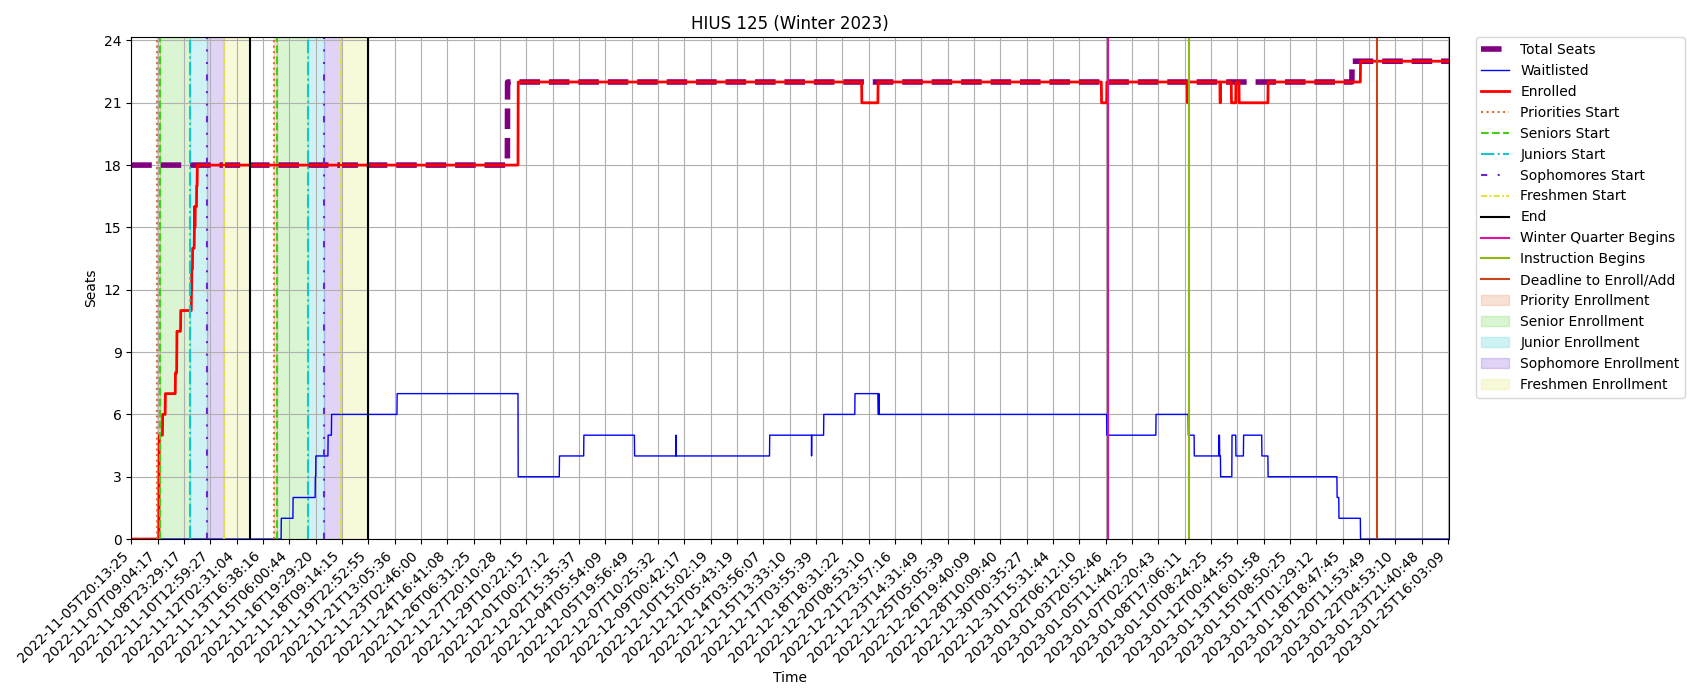 HIUS 125 (Winter 2023)
24
21
18
15
12
9
6
3
0
Seats
2022-11-05T20:13:25
2022-11-07T09:04:17
2022-11-08T23:29:17
2022-11-10T12:59:27
2022-11-12T02:31:04
2022-11-13T16:38:16
2022-11-15T06:00:44
2022-11-16T19:29:20
2022-11-18T09:14:15
2022-11-19T22:52:55
2022-11-21T13:05:36
2022-11-23T02:46:00
2022-11-24T16:41:08
2022-11-26T06:31:25
2022-11-27T20:10:28
2022-11-29T10:22:15
2022-12-01T00:27:12
2022-12-02T15:35:37
2022-12-04T05:54:09
2022-12-05T19:56:49
2022-12-07T10:25:32
2022-12-09T00:42:17
2022-12-10T15:02:19
2022-12-12T05:43:19
2022-12-14T03:56:07
2022-12-15T13:33:10
2022-12-17T03:55:39
2022-12-18T18:31:22
2022-12-20T08:53:10
2022-12-21T23:57:16
2022-12-23T14:31:49
2022-12-25T05:05:39
2022-12-26T19:40:09
2022-12-28T10:09:40
2022-12-30T00:35:27
2022-12-31T15:31:44
2023-01-02T06:12:10
2023-01-03T20:52:46
2023-01-05T11:44:25
2023-01-07T02:20:43
2023-01-08T17:06:11
2023-01-10T08:24:25
2023-01-12T00:44:55
2023-01-13T16:01:58
2023-01-15T08:50:25
2023-01-17T01:29:12
2023-01-18T18:47:45
2023-01-20T11:53:49
2023-01-22T04:53:10
2023-01-23T21:40:48
2023-01-25T16:03:09
Time
Total Seats
Waitlisted
Enrolled
Priorities Start
Seniors Start
Juniors Start
Sophomores Start
Freshmen Start
End
Winter Quarter Begins
Instruction Begins
Deadline to Enroll/Add
Priority Enrollment
Senior Enrollment
Junior Enrollment
Sophomore Enrollment
Freshmen Enrollment